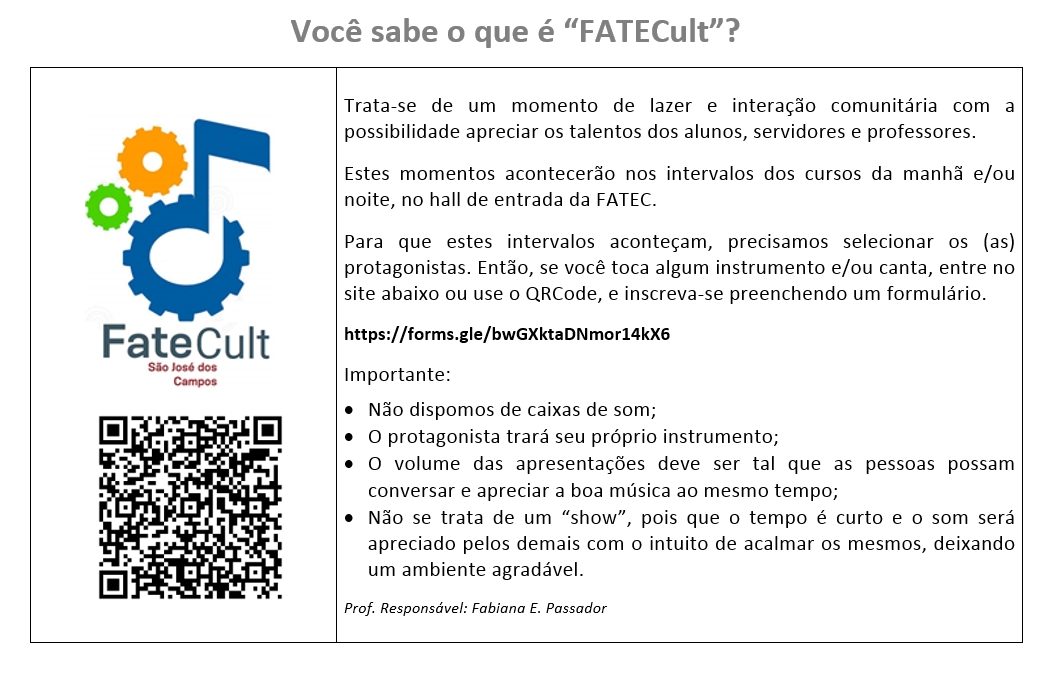 Você sabe o que é “FATECult”?
FateCult
São José dos
Campos
Trata-se de um momento de lazer e interação comunitária com a
possibilidade apreciar os talentos dos alunos, servidores e professores.
Estes momentos acontecerão nos intervalos dos cursos da manhã e/ou
noite, no hall de entrada da FATEC.
Para que estes intervalos aconteçam, precisamos selecionar os (as)
protagonistas. Então, se você toca algum instrumento e/ou canta, entre no
site abaixo ou use o QRCode, e inscreva-se preenchendo um formulário.
https://forms.gle/bwGXktaDNmor14kX6
Importante:
• Não dispomos de caixas de som;
• O protagonista trará seu próprio instrumento;
• O volume das apresentações deve ser tal que as pessoas possam
conversar e apreciar a boa música ao mesmo tempo;
• Não se trata de um “show”, pois que o tempo é curto e o som será
apreciado pelos demais com o intuito de acalmar os mesmos, deixando
um ambiente agradável.
Prof. Responsável: Fabiana E. Passador